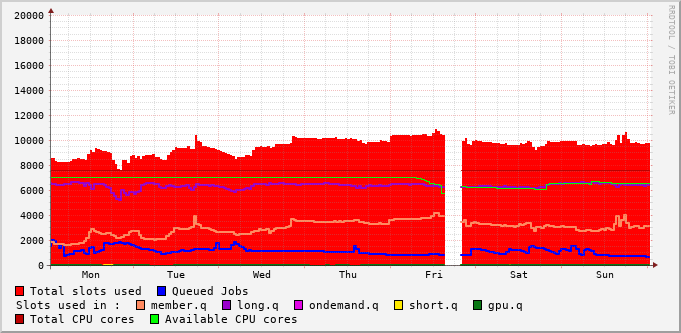 20000
18000
16000
14000
12000
10000
8000
6000
4000
2000
0
Mon Tue Wed Thu Fri Sat Sun
Total slots used Queued Jobs
Slots used in : member.q long.q ondemand.q short.q gpu.q
Total CPU cores Available CPU cores
RRDTOOL / TOBI OETIKER